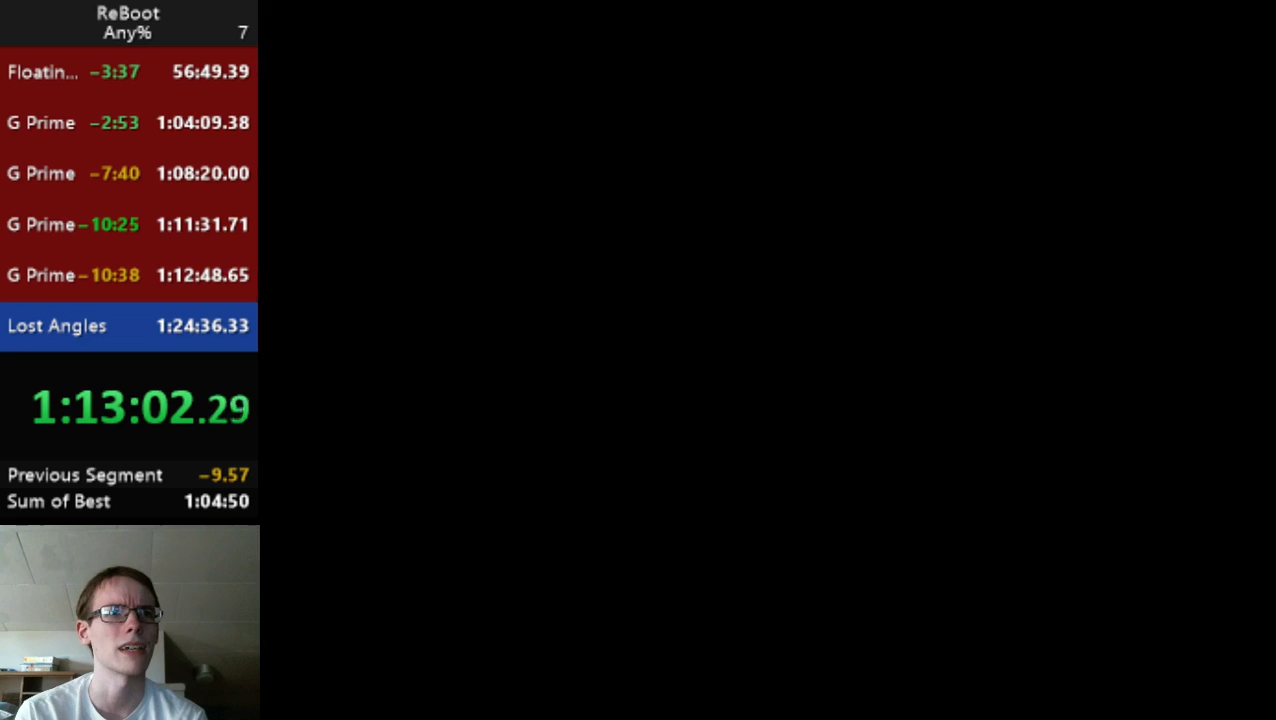 ReBoot
Any% 7
Floatin... -3:37 56:49.39
G Prime -2:53 1:04:09.38
G Prime -7:40 1:08:20.00
G Prime -10:25 1:11:31.71
G Prime -10:38 1:12:48.65
Lost Angles 1:24:36.33
1:13:02.29
Previous Segment -9.57
Sum of Best 1:04:50